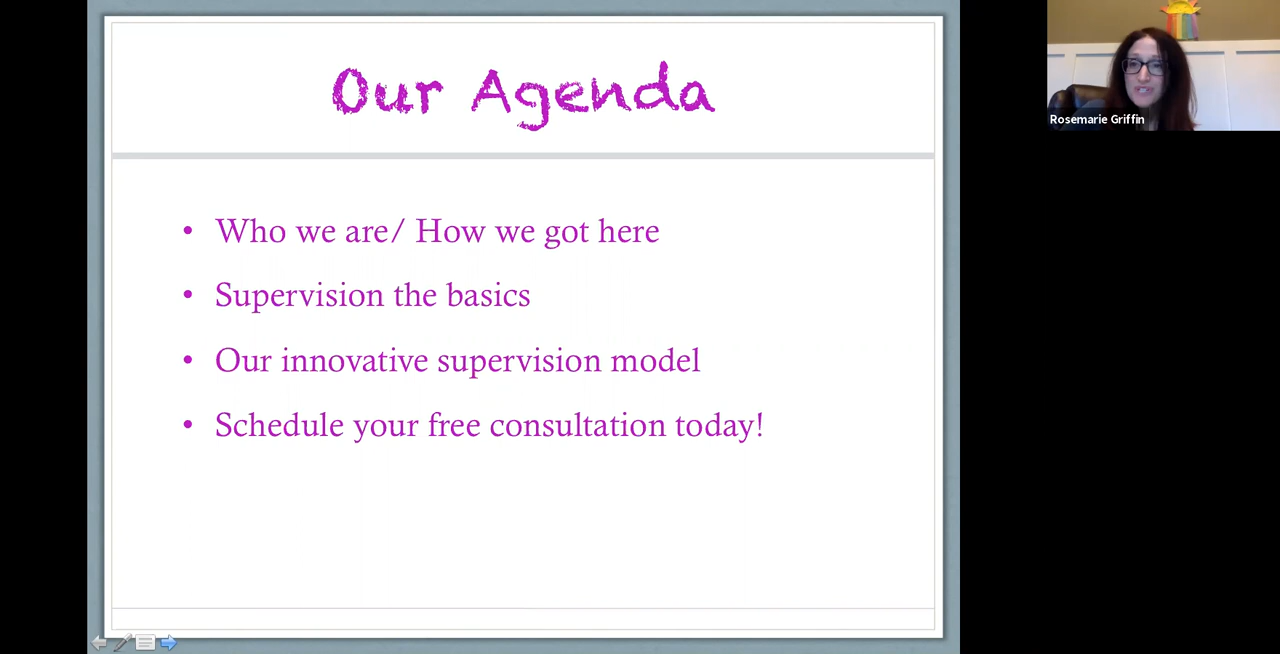 Our Agenda
• Who we are/ How we got here
• Supervision the basics
• Our innovative supervision model
• Schedule your free consultation today!
Rosemarie Griffin